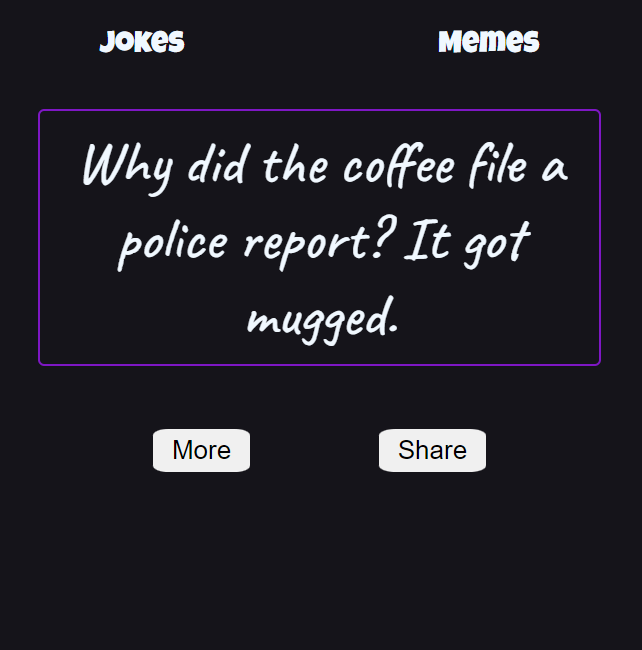 Jokes Memes
Why did the coffee file a
police report? It got
mugged.
More Share